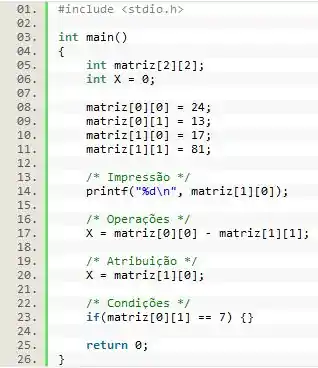 01. #include <stdio.h>
02.
03. int main()
04. {
05.     int matriz[2][2];
06.     int X = 0;
07.
08.     matriz[0][0] = 24;
09.     matriz[0][1] = 13;
10.     matriz[1][0] = 17;
11.     matriz[1][1] = 81;
12.
13.     /* Impressão */
14.     printf("%d\n", matriz[1][0]);
15.
16.     /* Operações */
17.     X = matriz[0][0] - matriz[1][1];
18.
19.     /* Atribuição */
20.     X = matriz[1][0];
21.
22.     /* Condições */
23.     if(matriz[0][1] == 7) {}
24.
25.     return 0;
26. }